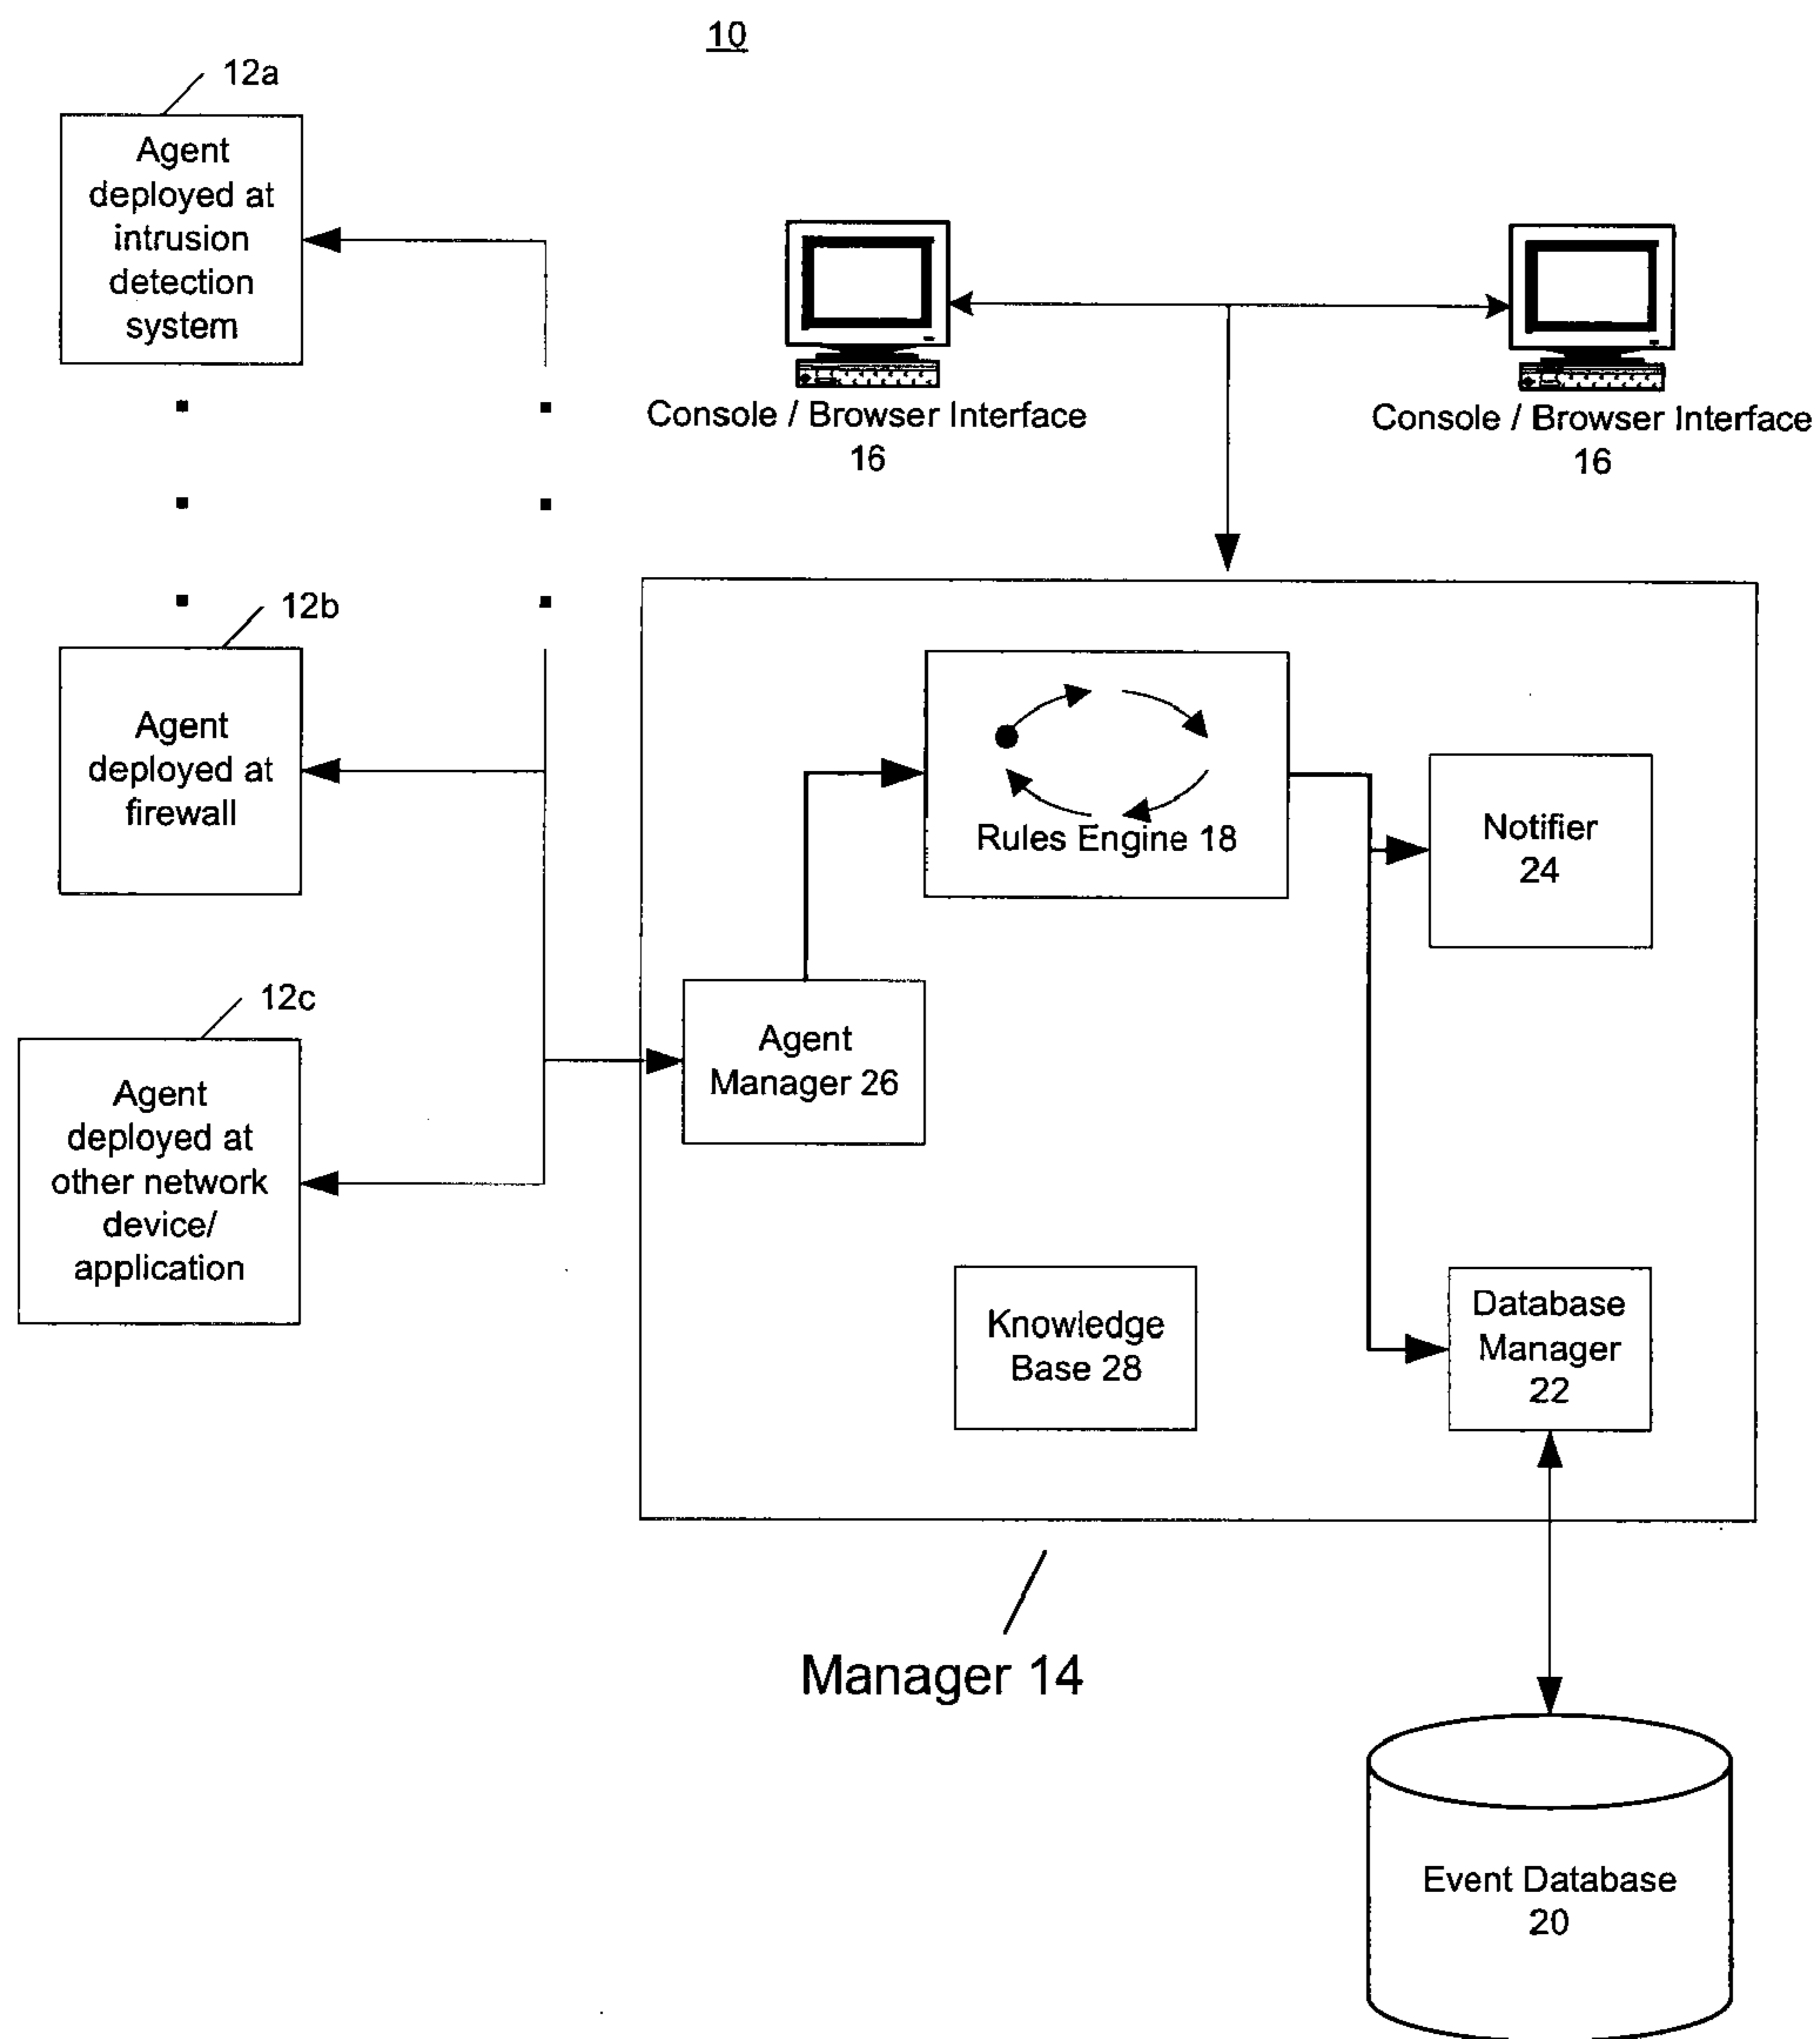 10
12a
Agent
deployed at
intrusion
detection
system
Console / Browser Interface
16
Console / Browser Interface
16
12b
Agent
deployed at
firewall
Rules Engine 18
Notifier
24
12c
Agent
deployed at
other network
device/
application
Agent
Manager 26
Knowledge
Base 28
Database
Manager
22
Manager 14
Event Database
20